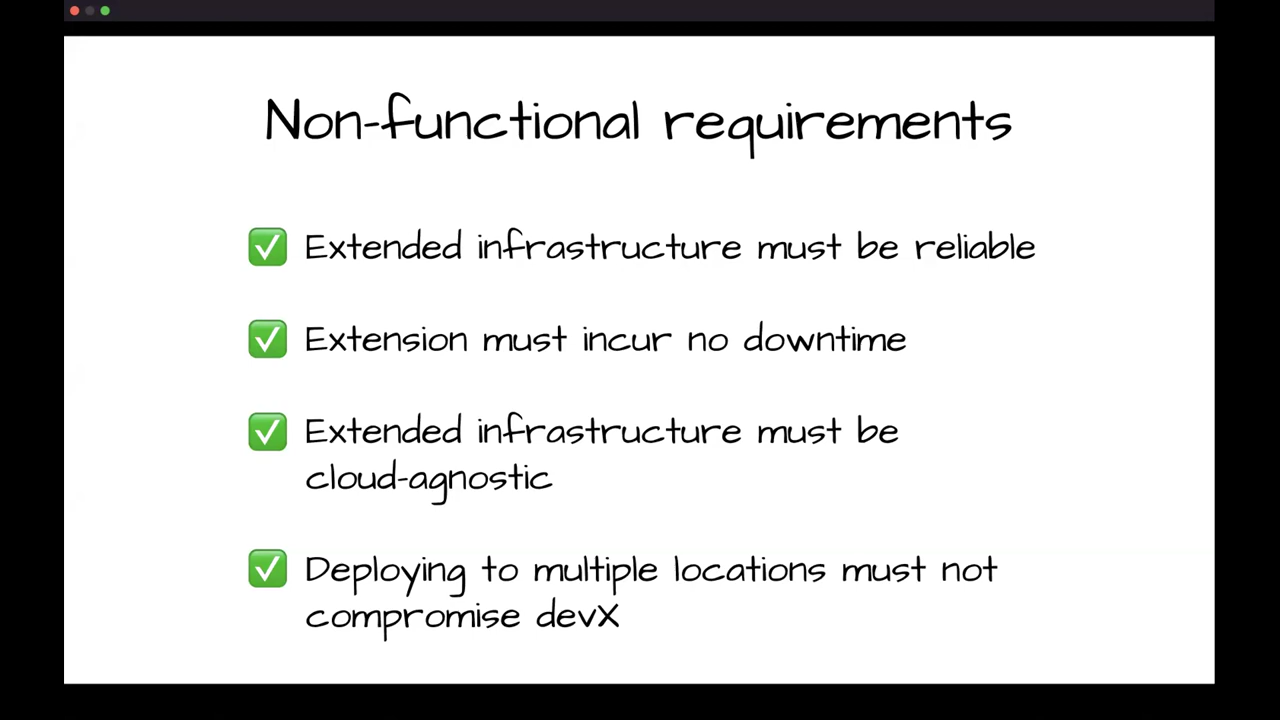 Non-functional requirements
✅ Extended infrastructure must be reliable
✅ Extension must incur no downtime
✅ Extended infrastructure must be
cloud-agnostic
✅ Deploying to multiple locations must not
compromise devX